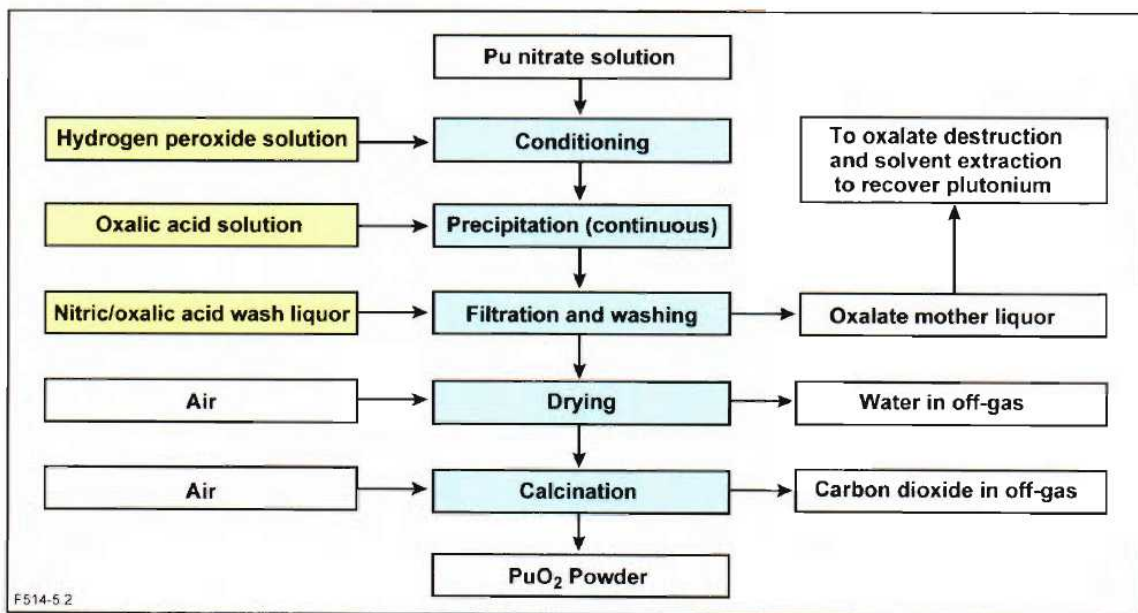 Pu nitrate solution
Hydrogen peroxide solution
Conditioning
To oxalate destruction
and solvent extraction
to recover plutonium
Oxalic acid solution
Precipitation (continuous)
Nitric/oxalic acid wash liquor
Filtration and washing
Oxalate mother liquor
Air
Drying
Water in off-gas
Air
Calcination
Carbon dioxide in off-gas
PuO₂ Powder
F514-5 2